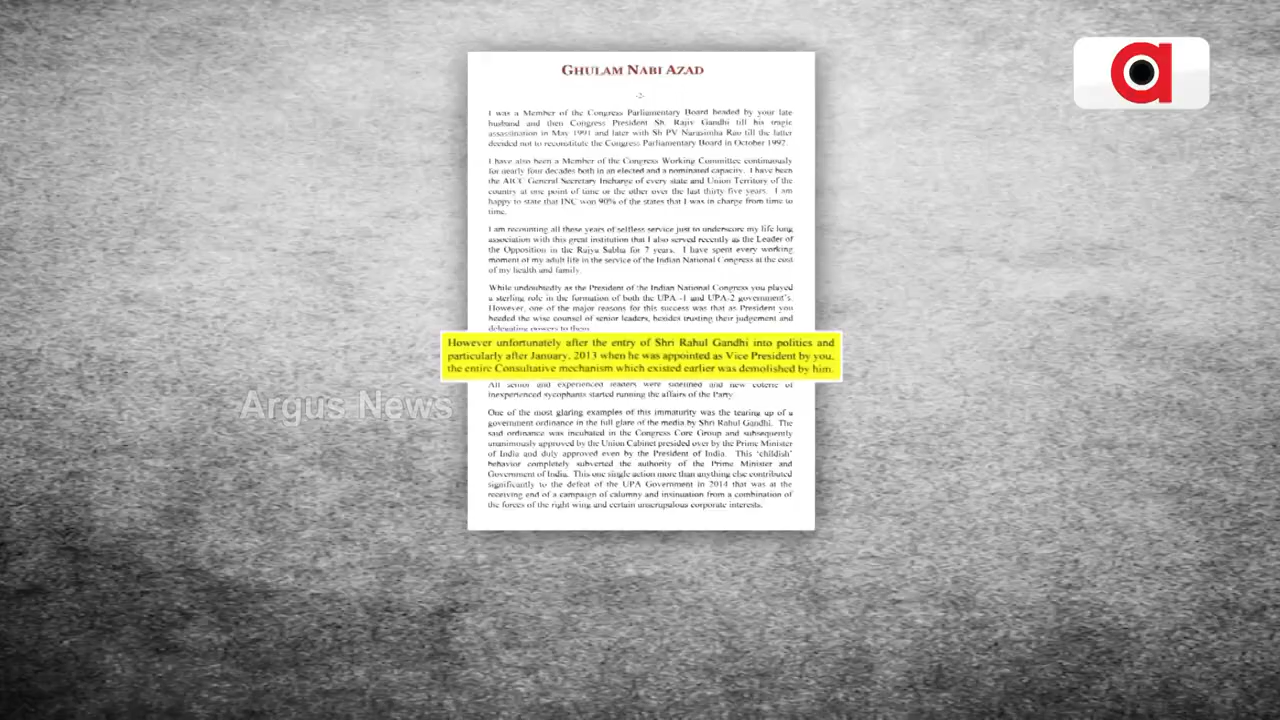 GHULAM NABI AZAD
-2-
I was a Member of the Congress Parliamentary Board headed by your late
husband and then Congress President Sh. Rajiv Gandhi till his tragic
assassination in May 1991 and later with Sh PV Narasimha Rao till the latter
decided not to reconstitute the Congress Parliamentary Board in October 1992.
I have also been a Member of the Congress Working Committee continuously
for nearly four decades both in an elected and a nominated capacity. I have been
the AICC General Secretary Incharge of every state and Union Territory of the
country at one point of time or the other over the last thirty five years. I am
happy to state that INC won 90% of the states that I was in charge from time to
time.
I am recounting all these years of selfless service just to underscore my life long
association with this great institution that I also served recently as the Leader of
the Opposition in the Rajya Sabha for 7 years. I have spent every working
moment of my adult life in the service of the Indian National Congress at the cost
of my health and family.
While undoubtedly as the President of the Indian National Congress you played
a sterling role in the formation of both the UPA -1 and UPA-2 government's.
However, one of the major reasons for this success was that as President you
heeded the wise counsel of senior leaders, besides trusting their judgement and
delegating powers to them.
However unfortunately after the entry of Shri Rahul Gandhi into politics and
particularly after January, 2013 when he was appointed as Vice President by you,
the entire Consultative mechanism which existed earlier was demolished by him.
All senior and experienced leaders were sidelined and new coterie of
inexperienced sycophants started running the affairs of the Party.
One of the most glaring examples of this immaturity was the tearing up of a
government ordinance in the full glare of the media by Shri Rahul Gandhi. The
said ordinance was incubated in the Congress Core Group and subsequently
unanimously approved by the Union Cabinet presided over by the Prime Minister
of India and duly approved even by the President of India. This 'childish'
behavior completely subverted the authority of the Prime Minister and
Government of India. This one single action more than anything else contributed
significantly to the defeat of the UPA Government in 2014 that was at the
receiving end of a campaign of calumny and insinuation from a combination of
the forces of the right wing and certain unscrupulous corporate interests.
Argus News
a